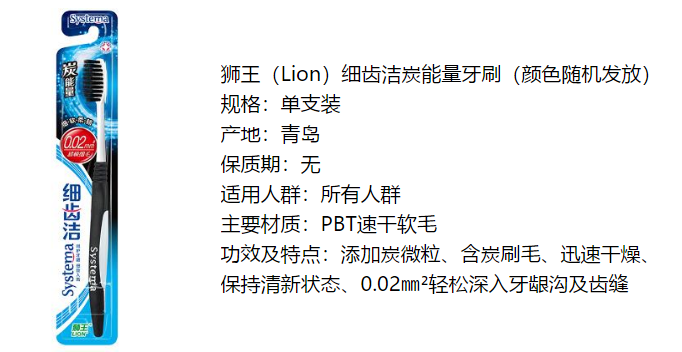 Systema
炭
能
量
0.02mm
超极细毛
细齿洁
Systema
Systema
狮王
LION
狮王（Lion）细齿洁炭能量牙刷（颜色随机发放）
规格：单支装
产地：青岛
保质期：无
适用人群：所有人群
主要材质：PBT速干软毛
功效及特点：添加炭微粒、含炭刷毛、迅速干燥、
保持清新状态、0.02㎜²轻松深入牙龈沟及齿缝